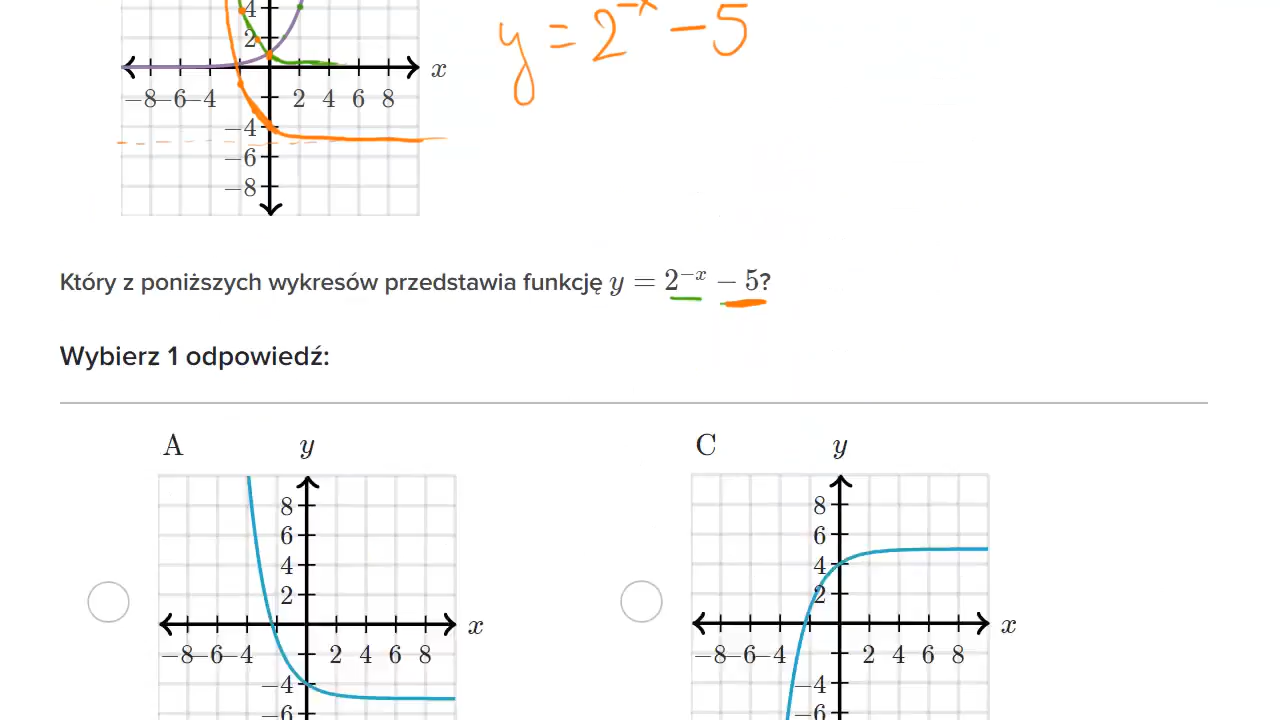 4
2
x
−8 −6 −4 2 4 6 8
−4
−6
−8
y = 2^{−x} − 5
Który z poniższych wykresów przedstawia funkcję y = 2^{−x} − 5?
Wybierz 1 odpowiedź:
A y
8
6
4
2
x
−8 −6 −4 2 4 6 8
−4
−6
C y
8
6
4
2
x
−8 −6 −4 2 4 6 8
−4
−6